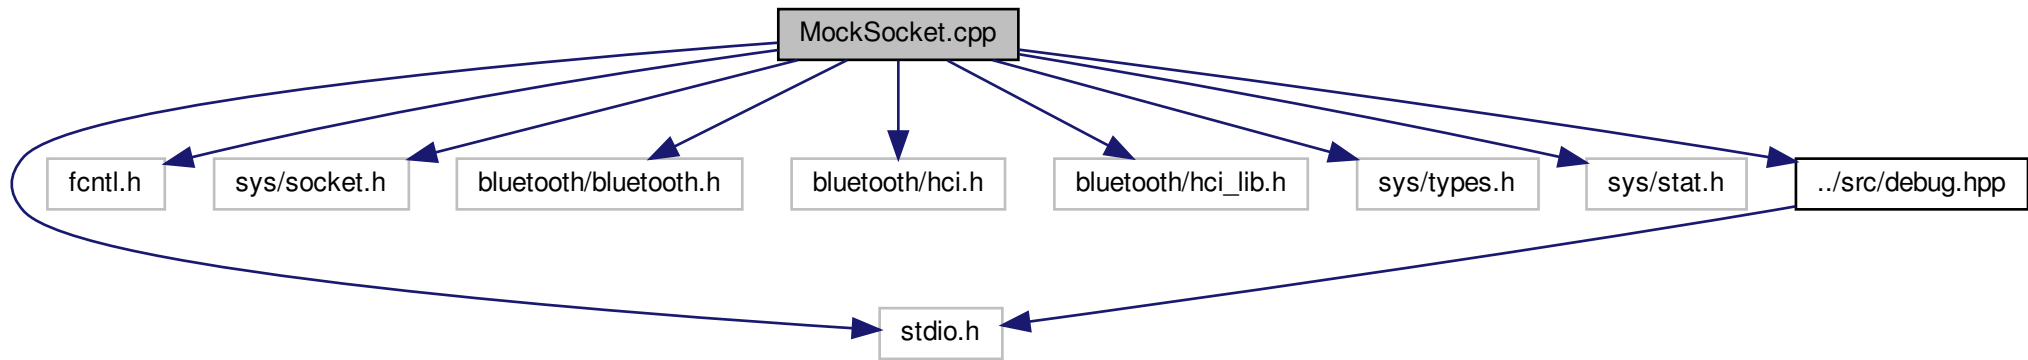 MockSocket.cpp
fcntl.h
sys/socket.h
bluetooth/bluetooth.h
bluetooth/hci.h
bluetooth/hci_lib.h
sys/types.h
sys/stat.h
../src/debug.hpp
stdio.h